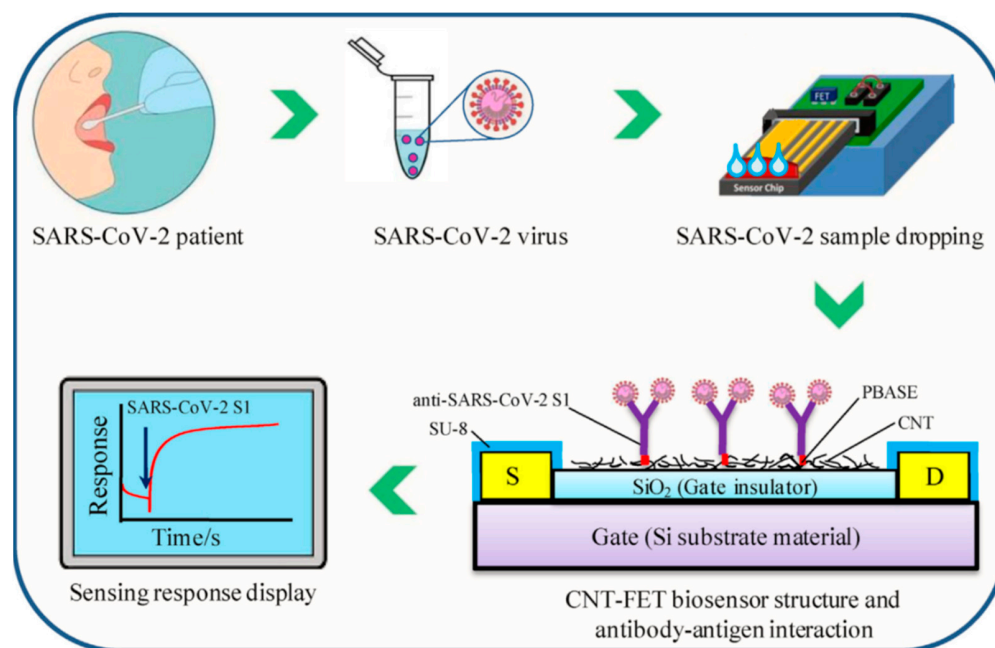 FET
Sensor Chip
SARS-CoV-2 patient
SARS-CoV-2 virus
SARS-CoV-2 sample dropping
SARS-CoV-2 S1
Response
Time/s
Sensing response display
anti-SARS-CoV-2 S1
SU-8
PBASE
CNT
S
D
SiO₂ (Gate insulator)
Gate (Si substrate material)
CNT-FET biosensor structure and
antibody-antigen interaction